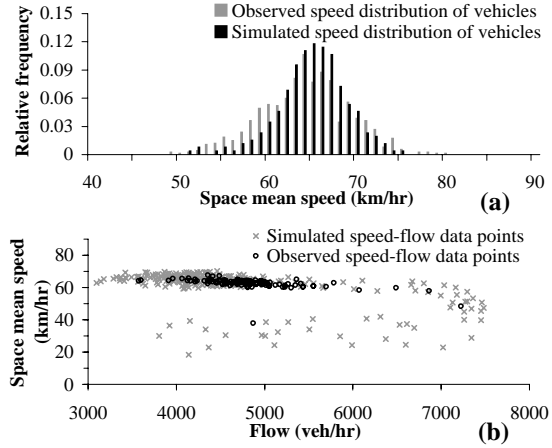 Observed speed distribution of vehicles
Simulated speed distribution of vehicles
Relative frequency
0.15
0.12
0.09
0.06
0.03
0
40 50 60 70 80 90
Space mean speed (km/hr)
(a)
Simulated speed-flow data points
Observed speed-flow data points
Space mean speed
(km/hr)
80
60
40
20
0
3000 4000 5000 6000 7000 8000
Flow (veh/hr)
(b)